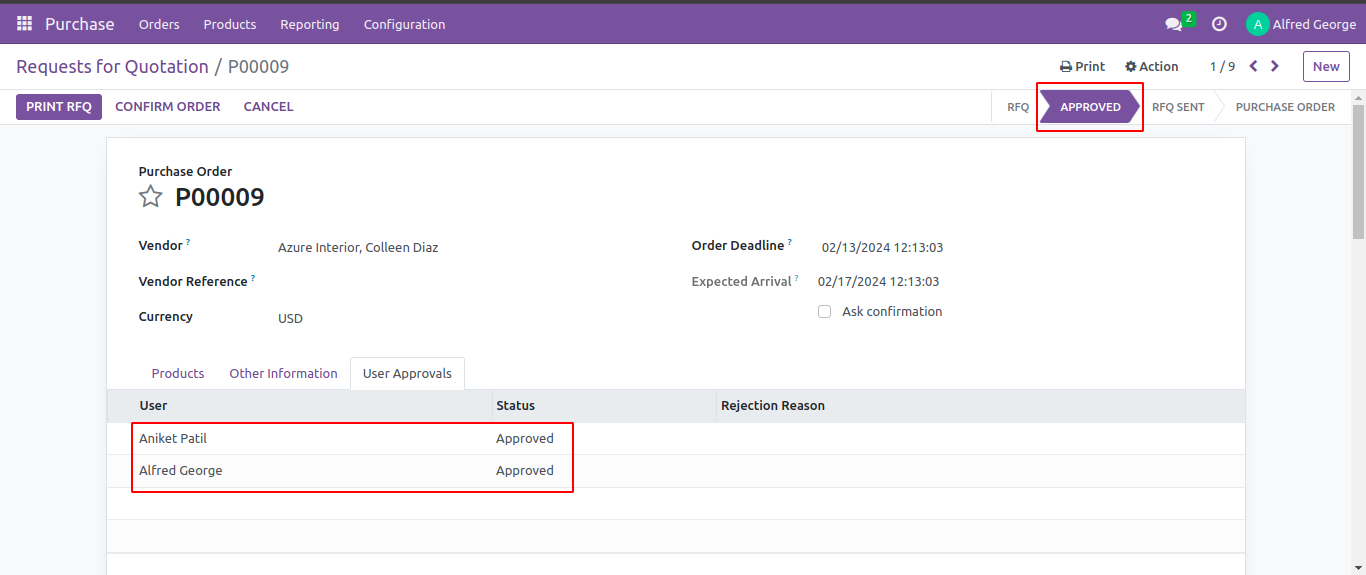 Purchase Orders Products Reporting Configuration 2 A Alfred George
Requests for Quotation / P00009 Print Action 1 / 9 New
PRINT RFQ CONFIRM ORDER CANCEL RFQ APPROVED RFQ SENT PURCHASE ORDER
Purchase Order
P00009
Vendor ? Azure Interior, Colleen Diaz Order Deadline ? 02/13/2024 12:13:03
Vendor Reference ? Expected Arrival ? 02/17/2024 12:13:03
Ask confirmation
Currency USD
Products Other Information User Approvals
User Status Rejection Reason
Aniket Patil Approved
Alfred George Approved